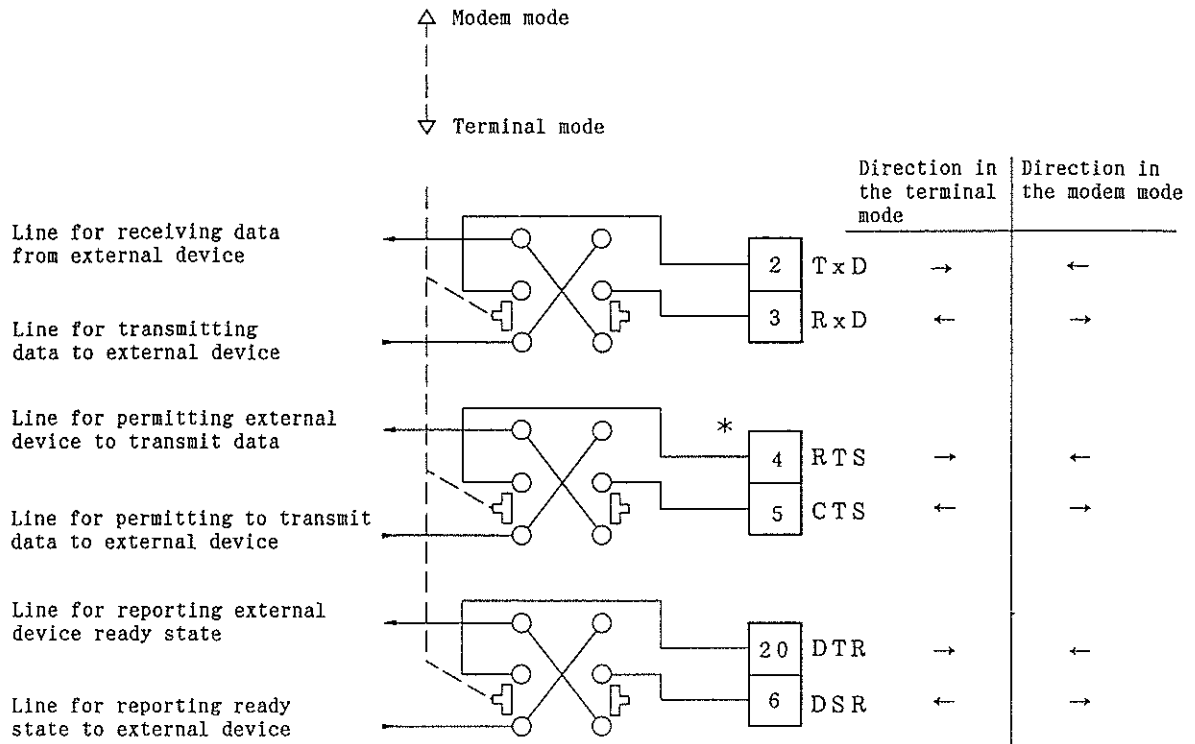 Modem mode
Terminal mode
Direction in
the terminal
mode
Direction in
the modem mode
Line for receiving data
from external device
2 TxD → ←
3 RxD ← →
Line for transmitting
data to external device
Line for permitting external
device to transmit data
*
4 RTS → ←
5 CTS ← →
Line for permitting to transmit
data to external device
Line for reporting external
device ready state
20 DTR → ←
6 DSR ← →
Line for reporting ready
state to external device